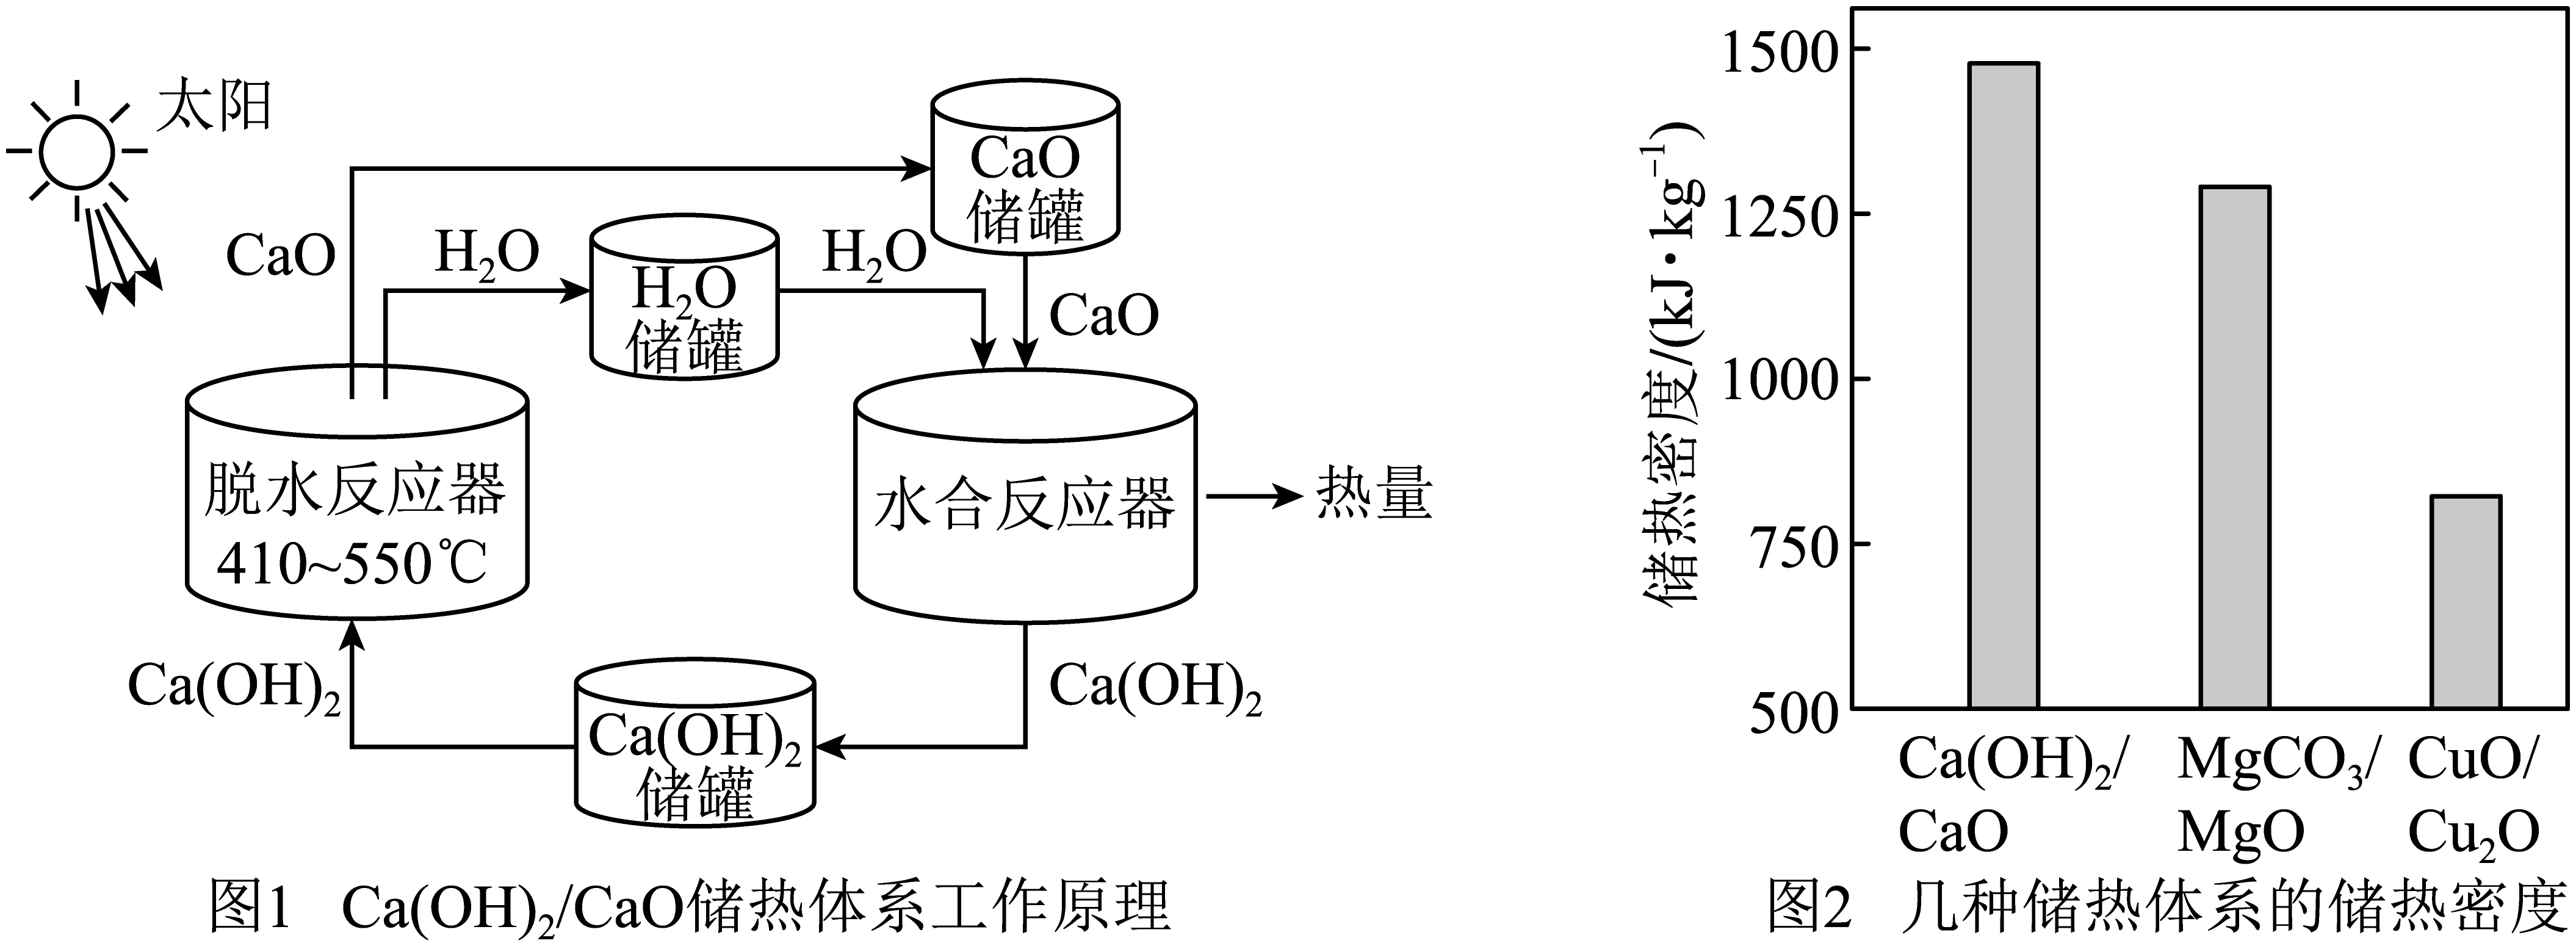 太阳
CaO
H₂O
H₂O
储罐
H₂O
CaO
储罐
CaO
脱水反应器
410~550℃
水合反应器
热量
Ca(OH)₂
Ca(OH)₂
储罐
Ca(OH)₂
图1 Ca(OH)₂/CaO储热体系工作原理
储热密度/(kJ·kg⁻¹)
1500
1250
1000
750
500
Ca(OH)₂/
CaO
MgCO₃/
MgO
CuO/
Cu₂O
图2 几种储热体系的储热密度